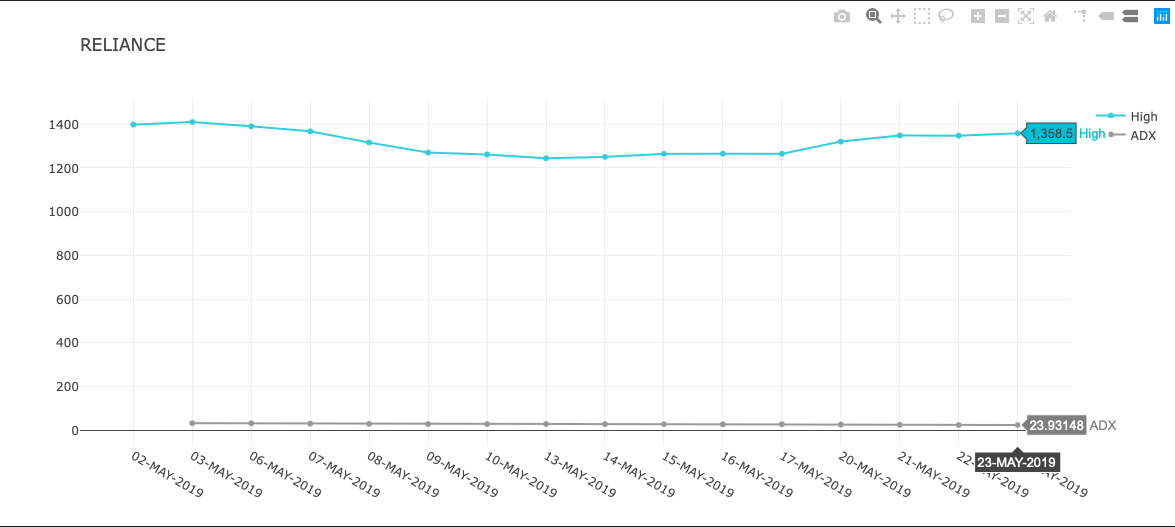 RELIANCE
1400
1200
1000
800
600
400
200
0
02-MAY-2019
03-MAY-2019
06-MAY-2019
07-MAY-2019
08-MAY-2019
09-MAY-2019
10-MAY-2019
13-MAY-2019
14-MAY-2019
15-MAY-2019
16-MAY-2019
17-MAY-2019
20-MAY-2019
21-MAY-2019
23-MAY-2019
High
1,358.5 High
ADX
23.93148 ADX